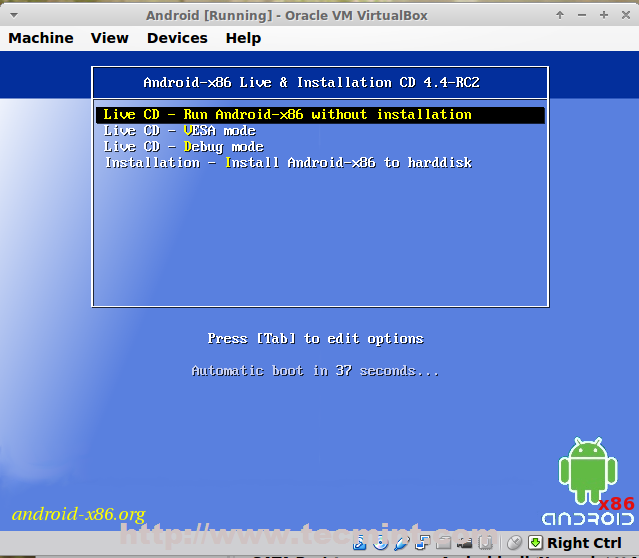 Android [Running] - Oracle VM VirtualBox
Machine View Devices Help
Android-x86 Live & Installation CD 4.4-RC2
Live CD - Run Android-x86 without installation
Live CD - VESA mode
Live CD - Debug mode
Installation - Install Android-x86 to harddisk
Press [Tab] to edit options
Automatic boot in 37 seconds...
x86
android-x86.org
ANDROID
http://www.tecmint.com
Right Ctrl